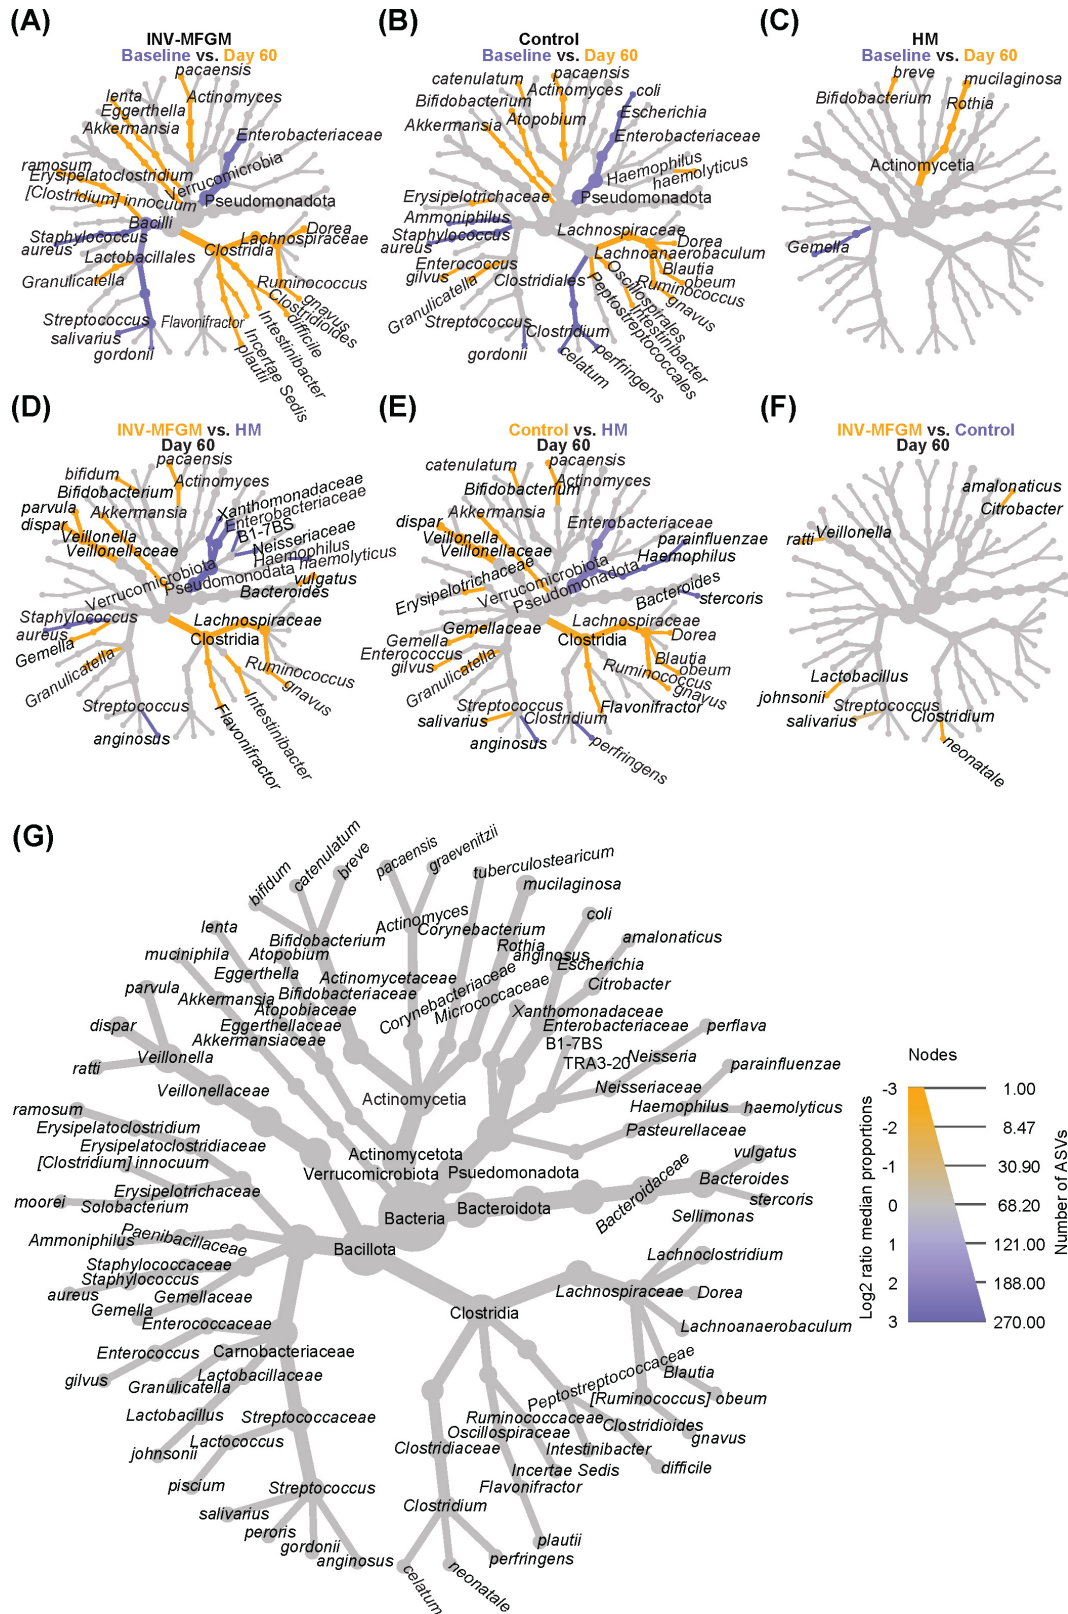 (A)
INV-MFGM
Baseline vs. Day 60
pacaensis
lenta
Actinomyces
Eggerthella
Akkermansia
Enterobacteriaceae
ramosum
Verrucomicrobia
Erysipelatoclostridium
[Clostridium] innocuum
Pseudomonadota
Bacilli
Staphylococcus
aureus
Dorea
Lachnospiraceae
Clostridia
Lactobacillales
Granulicatella
Ruminococcus
gnavus
Clostridioides
difficile
Intestinibacter
Incertae Sedis
plautii
Flavonifractor
Streptococcus
salivarius
gordonii
(B)
Control
Baseline vs. Day 60
catenulatum
pacaensis
Actinomyces
coli
Bifidobacterium
Atopobium
Escherichia
Akkermansia
Enterobacteriaceae
Haemophilus
haemolyticus
Erysipelotrichaceae
Pseudomonadota
Ammoniphilus
Staphylococcus
aureus
Lachnospiraceae
Dorea
Lachnoanaerobaculum
Blautia
obeum
Ruminococcus
gnavus
Enterococcus
gilvus
Granulicatella
Clostridiales
Oscillospirales
Intestinibacter
Peptostreptococcales
Streptococcus
Clostridium
gordonii
celatum
perfringens
(C)
HM
Baseline vs. Day 60
breve
mucilaginosa
Bifidobacterium
Rothia
Actinomycetia
Gemella
(D)
INV-MFGM vs. HM
Day 60
pacaensis
bifidum
Actinomyces
Bifidobacterium
Xanthomonadaceae
parvula
Akkermansia
Enterobacteriaceae
dispar
Veillonella
B1-7BS
Veillonellaceae
Neisseriaceae
Haemophilus
haemolyticus
Verrucomicrobiota
Pseudomonodata
vulgatus
Bacteroides
Staphylococcus
aureus
Lachnospiraceae
Gemella
Clostridia
Granulicatella
Ruminococcus
gnavus
Intestinibacter
Flavonifractor
Streptococcus
anginosus
(E)
Control vs. HM
Day 60
catenulatum
pacaensis
Actinomyces
Bifidobacterium
Akkermansia
dispar
Enterobacteriaceae
Veillonella
parainfluenzae
Veillonellaceae
Haemophilus
Erysipelotrichaceae
Verrucomicrobiota
Pseudomonadota
Bacteroides
stercoris
Gemellaceae
Lachnospiraceae
Gemella
Clostridia
Dorea
Enterococcus
gilvus
Blautia
obeum
Ruminococcus
gnavus
Granulicatella
Flavonifractor
Streptococcus
salivarius
Clostridium
anginosus
perfringens
(F)
INV-MFGM vs. Control
Day 60
amalonaticus
Citrobacter
Veillonella
ratti
Lactobacillus
johnsonii
Streptococcus
salivarius
Clostridium
neonatale
(G)
bifidum
catenulatum
breve
pacaensis
graevenitzii
tuberculostearicum
mucilaginosa
lenta
Actinomyces
coli
Bifidobacterium
Corynebacterium
amalonaticus
muciniphila
Atopobium
Rothia
anginosus
Escherichia
Eggerthella
Actinomycetaceae
Corynebacteriaceae
Citrobacter
parvula
Akkermansia
Bifidobacteriaceae
Micrococcaceae
Atopobiaceae
Xanthomonadaceae
dispar
Eggerthellaceae
Enterobacteriaceae
perflava
Akkermansiaceae
B1-7BS
Veillonella
TRA3-20
Neisseria
parainfluenzae
ratti
Veillonellaceae
Neisseriaceae
Actinomycetia
Haemophilus
haemolyticus
ramosum
Erysipelatoclostridium
Pasteurellaceae
Erysipelatoclostridiaceae
Actinomycetota
vulgatus
[Clostridium] innocuum
Verrucomicrobiota
Psuedomonadota
Bacteroidaceae
Bacteroides
Erysipelotrichaceae
moorei
Solobacterium
Bacteria
Bacteroidota
stercoris
Sellimonas
Ammoniphilus
Paenibacillaceae
Bacillota
Lachnoclostridium
Staphylococcaceae
Staphylococcus
aureus
Gemellaceae
Lachnospiraceae
Dorea
Gemella
Clostridia
Enterococcaceae
Lachnoanaerobaculum
Enterococcus
Carnobacteriaceae
Peptostreptococcaceae
Blautia
gilvus
Granulicatella
Lactobacillaceae
[Ruminococcus] obeum
Lactobacillus
Streptococcaceae
Ruminococcaceae
Clostridioides
Oscillospiraceae
gnavus
johnsonii
Lactococcus
Clostridiaceae
Intestinibacter
Incertae Sedis
difficile
piscium
Streptococcus
Flavonifractor
salivarius
Clostridium
peroris
plautii
gordonii
perfringens
anginosus
celatum
neonatale
Nodes
Log2 ratio median proportions
Number of ASVs
-3 1.00
-2 8.47
-1 30.90
0 68.20
1 121.00
2 188.00
3 270.00